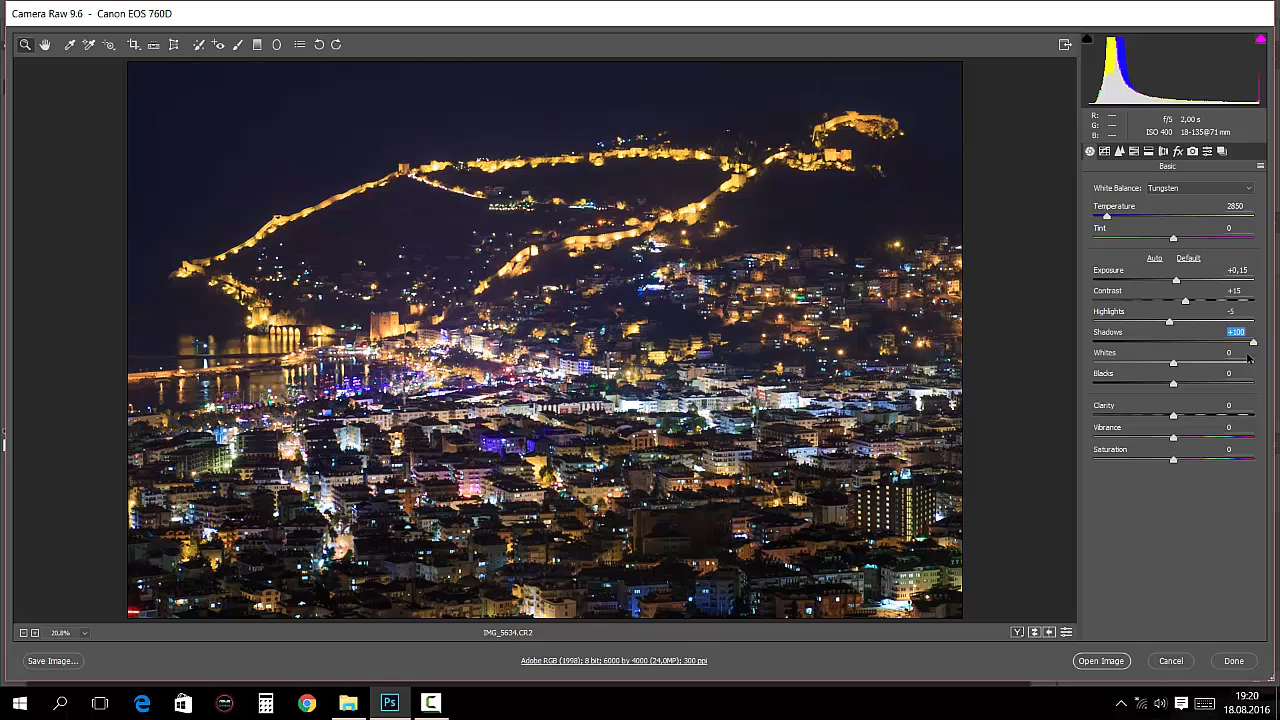 Camera Raw 9.6 - Canon EOS 760D
R: ---
G: ---
B: ---
f/5 2,00 s
ISO 400 18-135@71 mm
Basic
White Balance: Tungsten
Temperature 2850
Tint 0
Auto Default
Exposure +0,15
Contrast +15
Highlights -5
Shadows +100
Whites 0
Blacks 0
Clarity 0
Vibrance 0
Saturation 0
20,8%
IMG_5634.CR2
Y
Save Image...
Adobe RGB (1998); 8 bit; 6000 by 4000 (24,0MP); 300 ppi
Open Image
Cancel
Done
Ps
19:20
18.08.2016